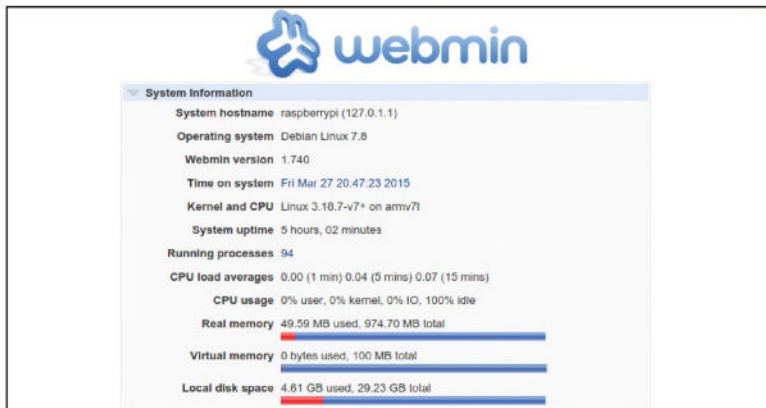 webmin
System Information
System hostname raspberrypi (127.0.1.1)
Operating system Debian Linux 7.8
Webmin version 1.740
Time on system Fri Mar 27 20:47:23 2015
Kernel and CPU Linux 3.18.7-v7+ on armv7l
System uptime 5 hours, 02 minutes
Running processes 94
CPU load averages 0.00 (1 min) 0.04 (5 mins) 0.07 (15 mins)
CPU usage 0% user, 0% kernel, 0% IO, 100% idle
Real memory 49.59 MB used, 974.70 MB total
Virtual memory 0 bytes used, 100 MB total
Local disk space 4.61 GB used, 29.23 GB total